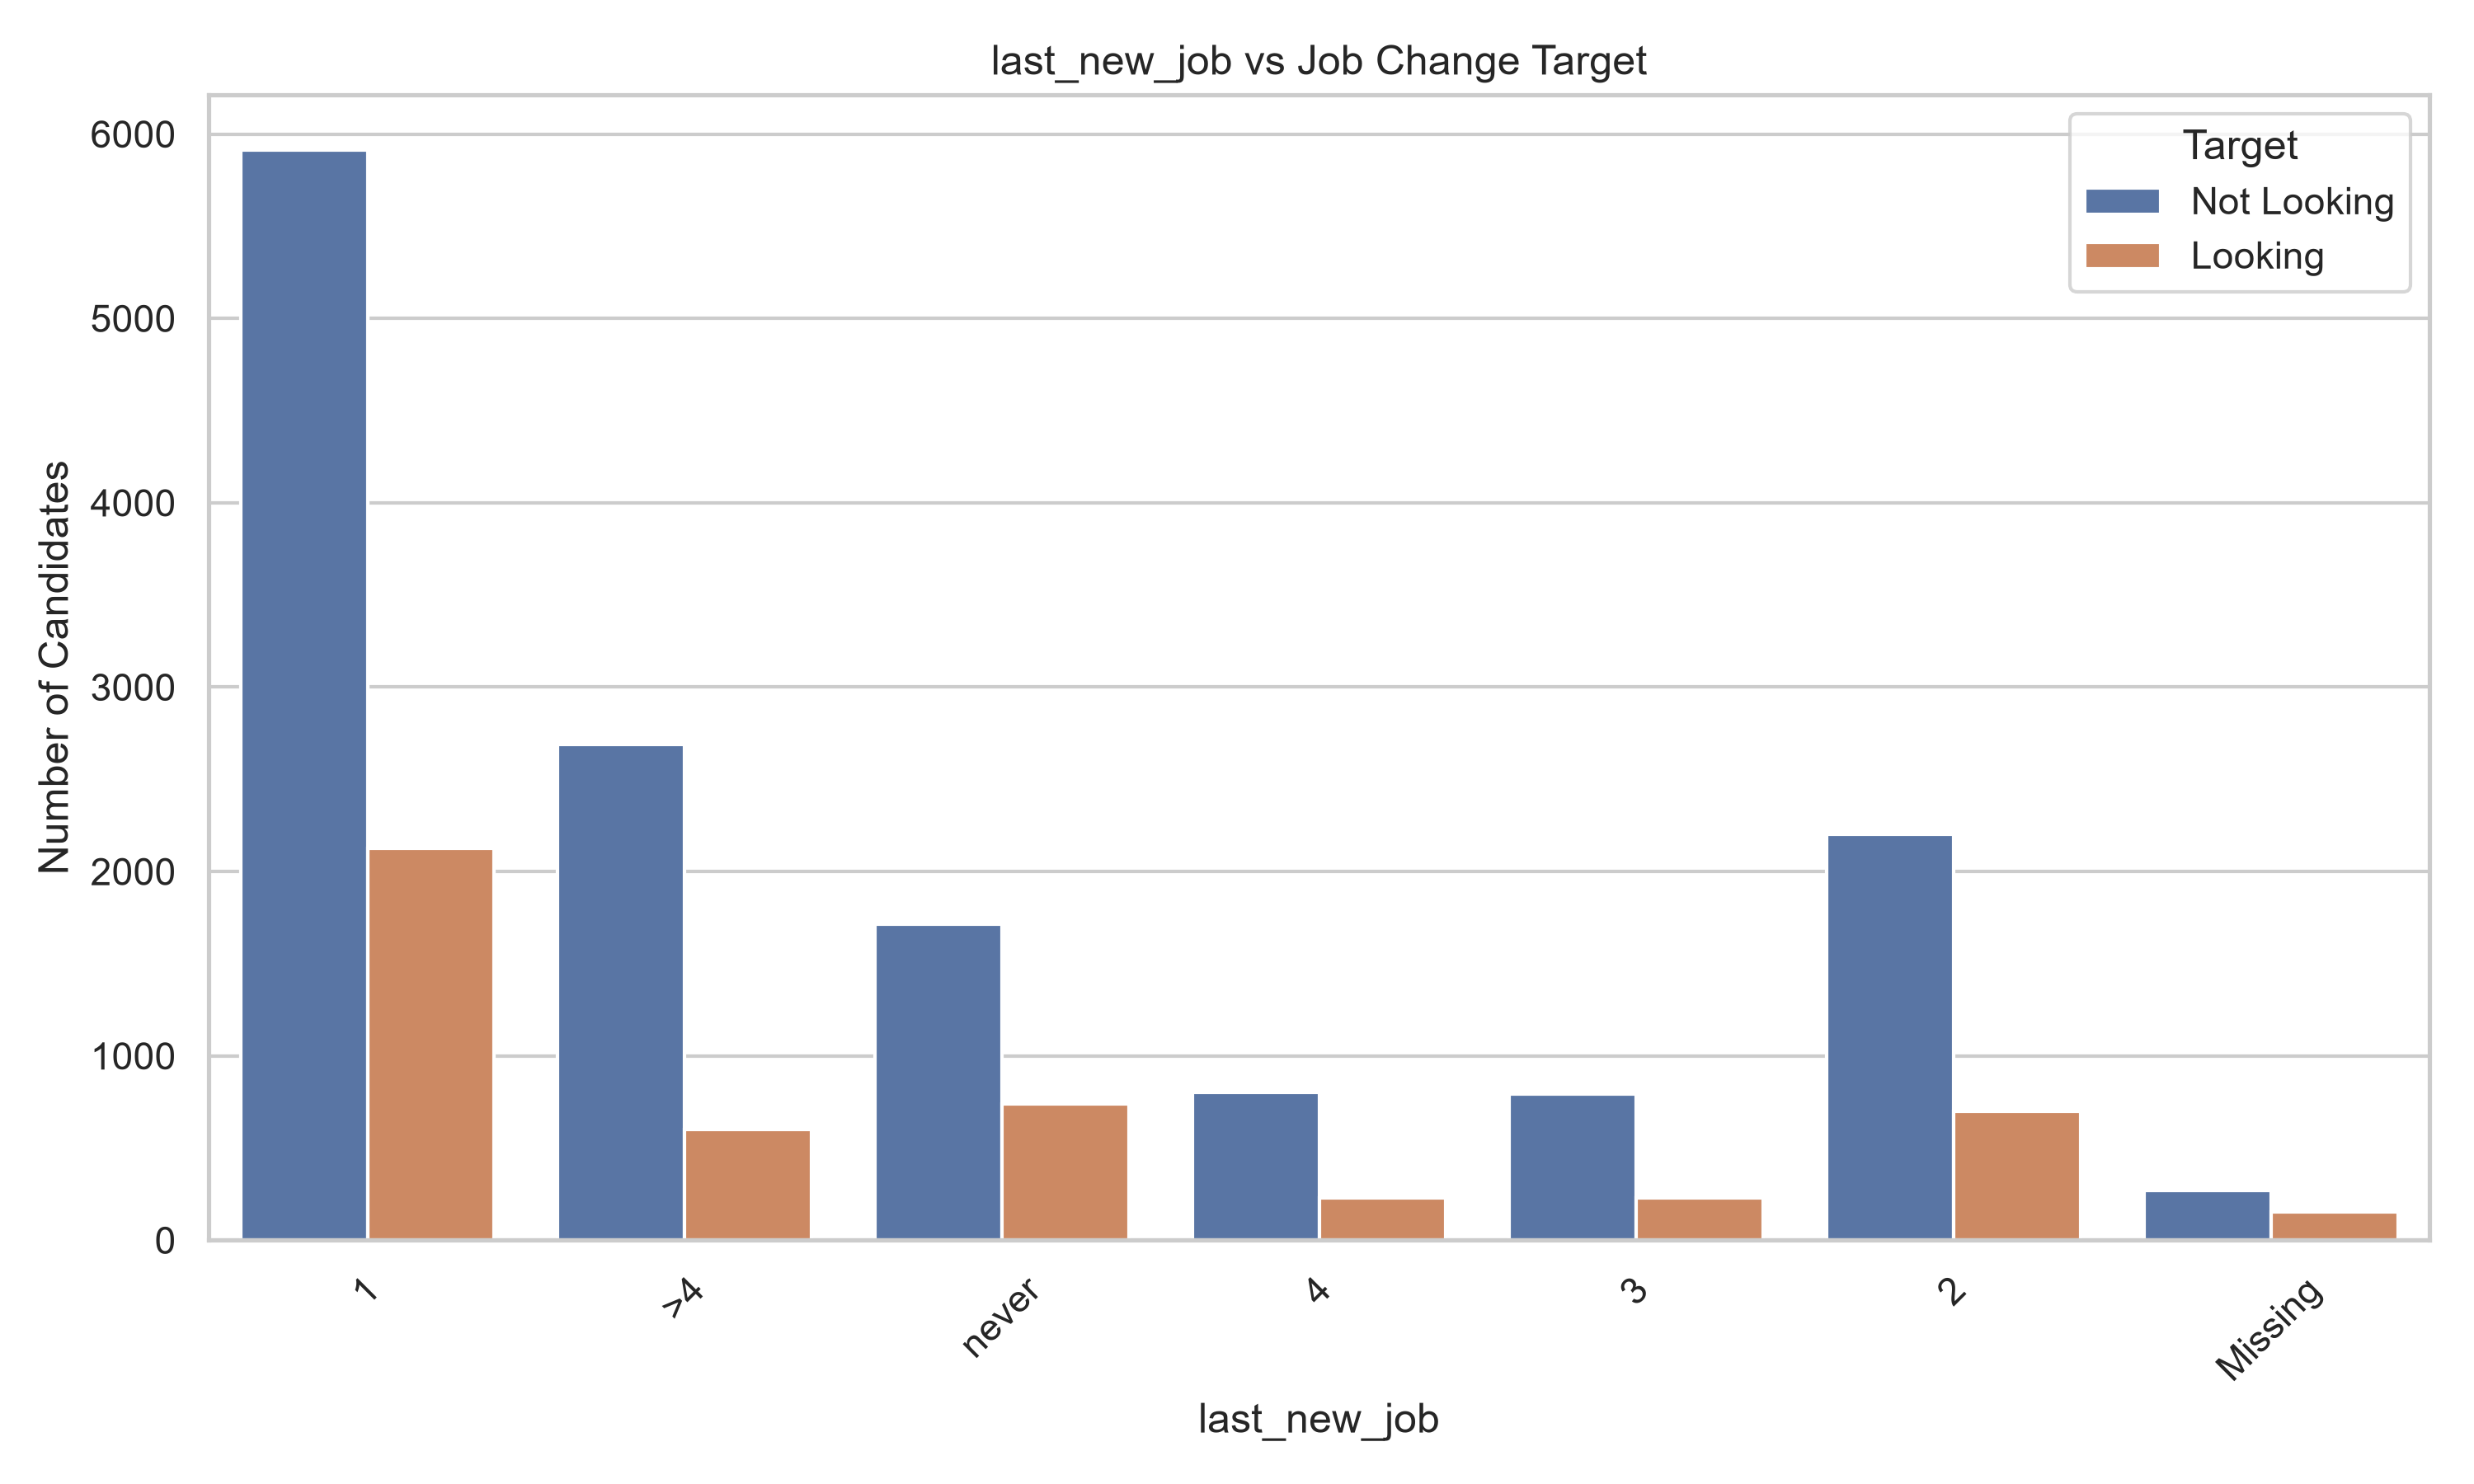 last_new_job vs Job Change Target
Target
Not Looking
Looking
Number of Candidates
6000
5000
4000
3000
2000
1000
0
1
>4
never
4
3
2
Missing
last_new_job